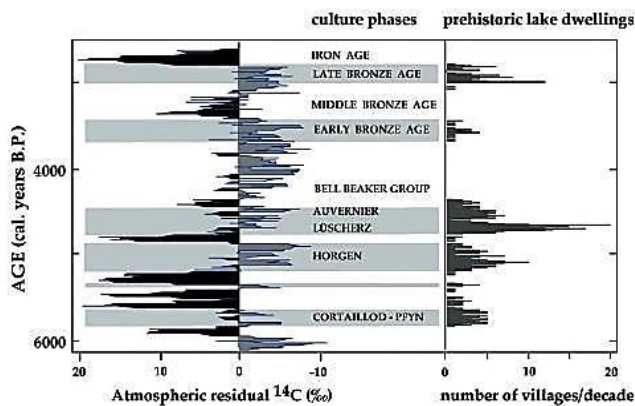 culture phases prehistoric lake dwellings
IRON AGE
LATE BRONZE AGE
MIDDLE BRONZE AGE
EARLY BRONZE AGE
4000
BELL BEAKER GROUP
AUVERNIER
LÜSCHERZ
HORGEN
CORTAILLOD - PFYN
6000
AGE (cal. years B.P.)
20 10 0 -10 0 10 20
Atmospheric residual ¹⁴C (‰) number of villages/decade